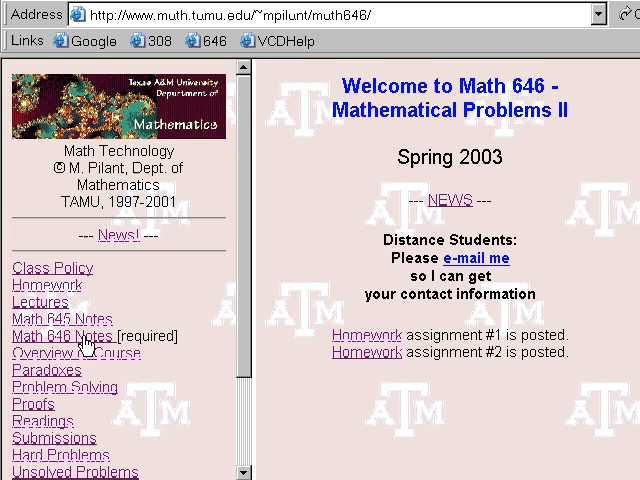 Address http://www.muth.tumu.edu/~mpilunt/muth646/
Links Google 308 646 VCDHelp
Texas A&M University
Department of
Mathematics
Math Technology
© M. Pilant, Dept. of
Mathematics
TAMU, 1997-2001
--- News! ---
Class Policy
Homework
Lectures
Math 645 Notes
Math 646 Notes [required]
Overview of Course
Paradoxes
Problem Solving
Proofs
Readings
Submissions
Hard Problems
Unsolved Problems
Welcome to Math 646 -
Mathematical Problems II
Spring 2003
--- NEWS ---
Distance Students:
Please e-mail me
so I can get
your contact information
Homework assignment #1 is posted.
Homework assignment #2 is posted.